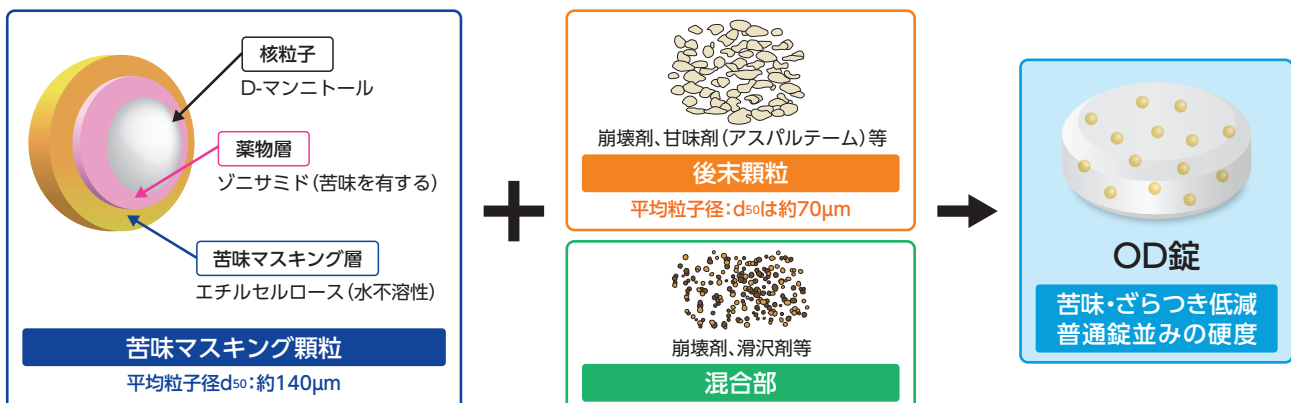 核粒子
D-マンニトール
薬物層
ゾニサミド(苦味を有する)
苦味マスキング層
エチルセルロース(水不溶性)
苦味マスキング顆粒
平均粒子径d50:約140μm
崩壊剤、甘味剤(アスパルテーム)等
後末顆粒
平均粒子径:d50は約70μm
崩壊剤、滑沢剤等
混合部
OD錠
苦味・ざらつき低減
普通錠並みの硬度